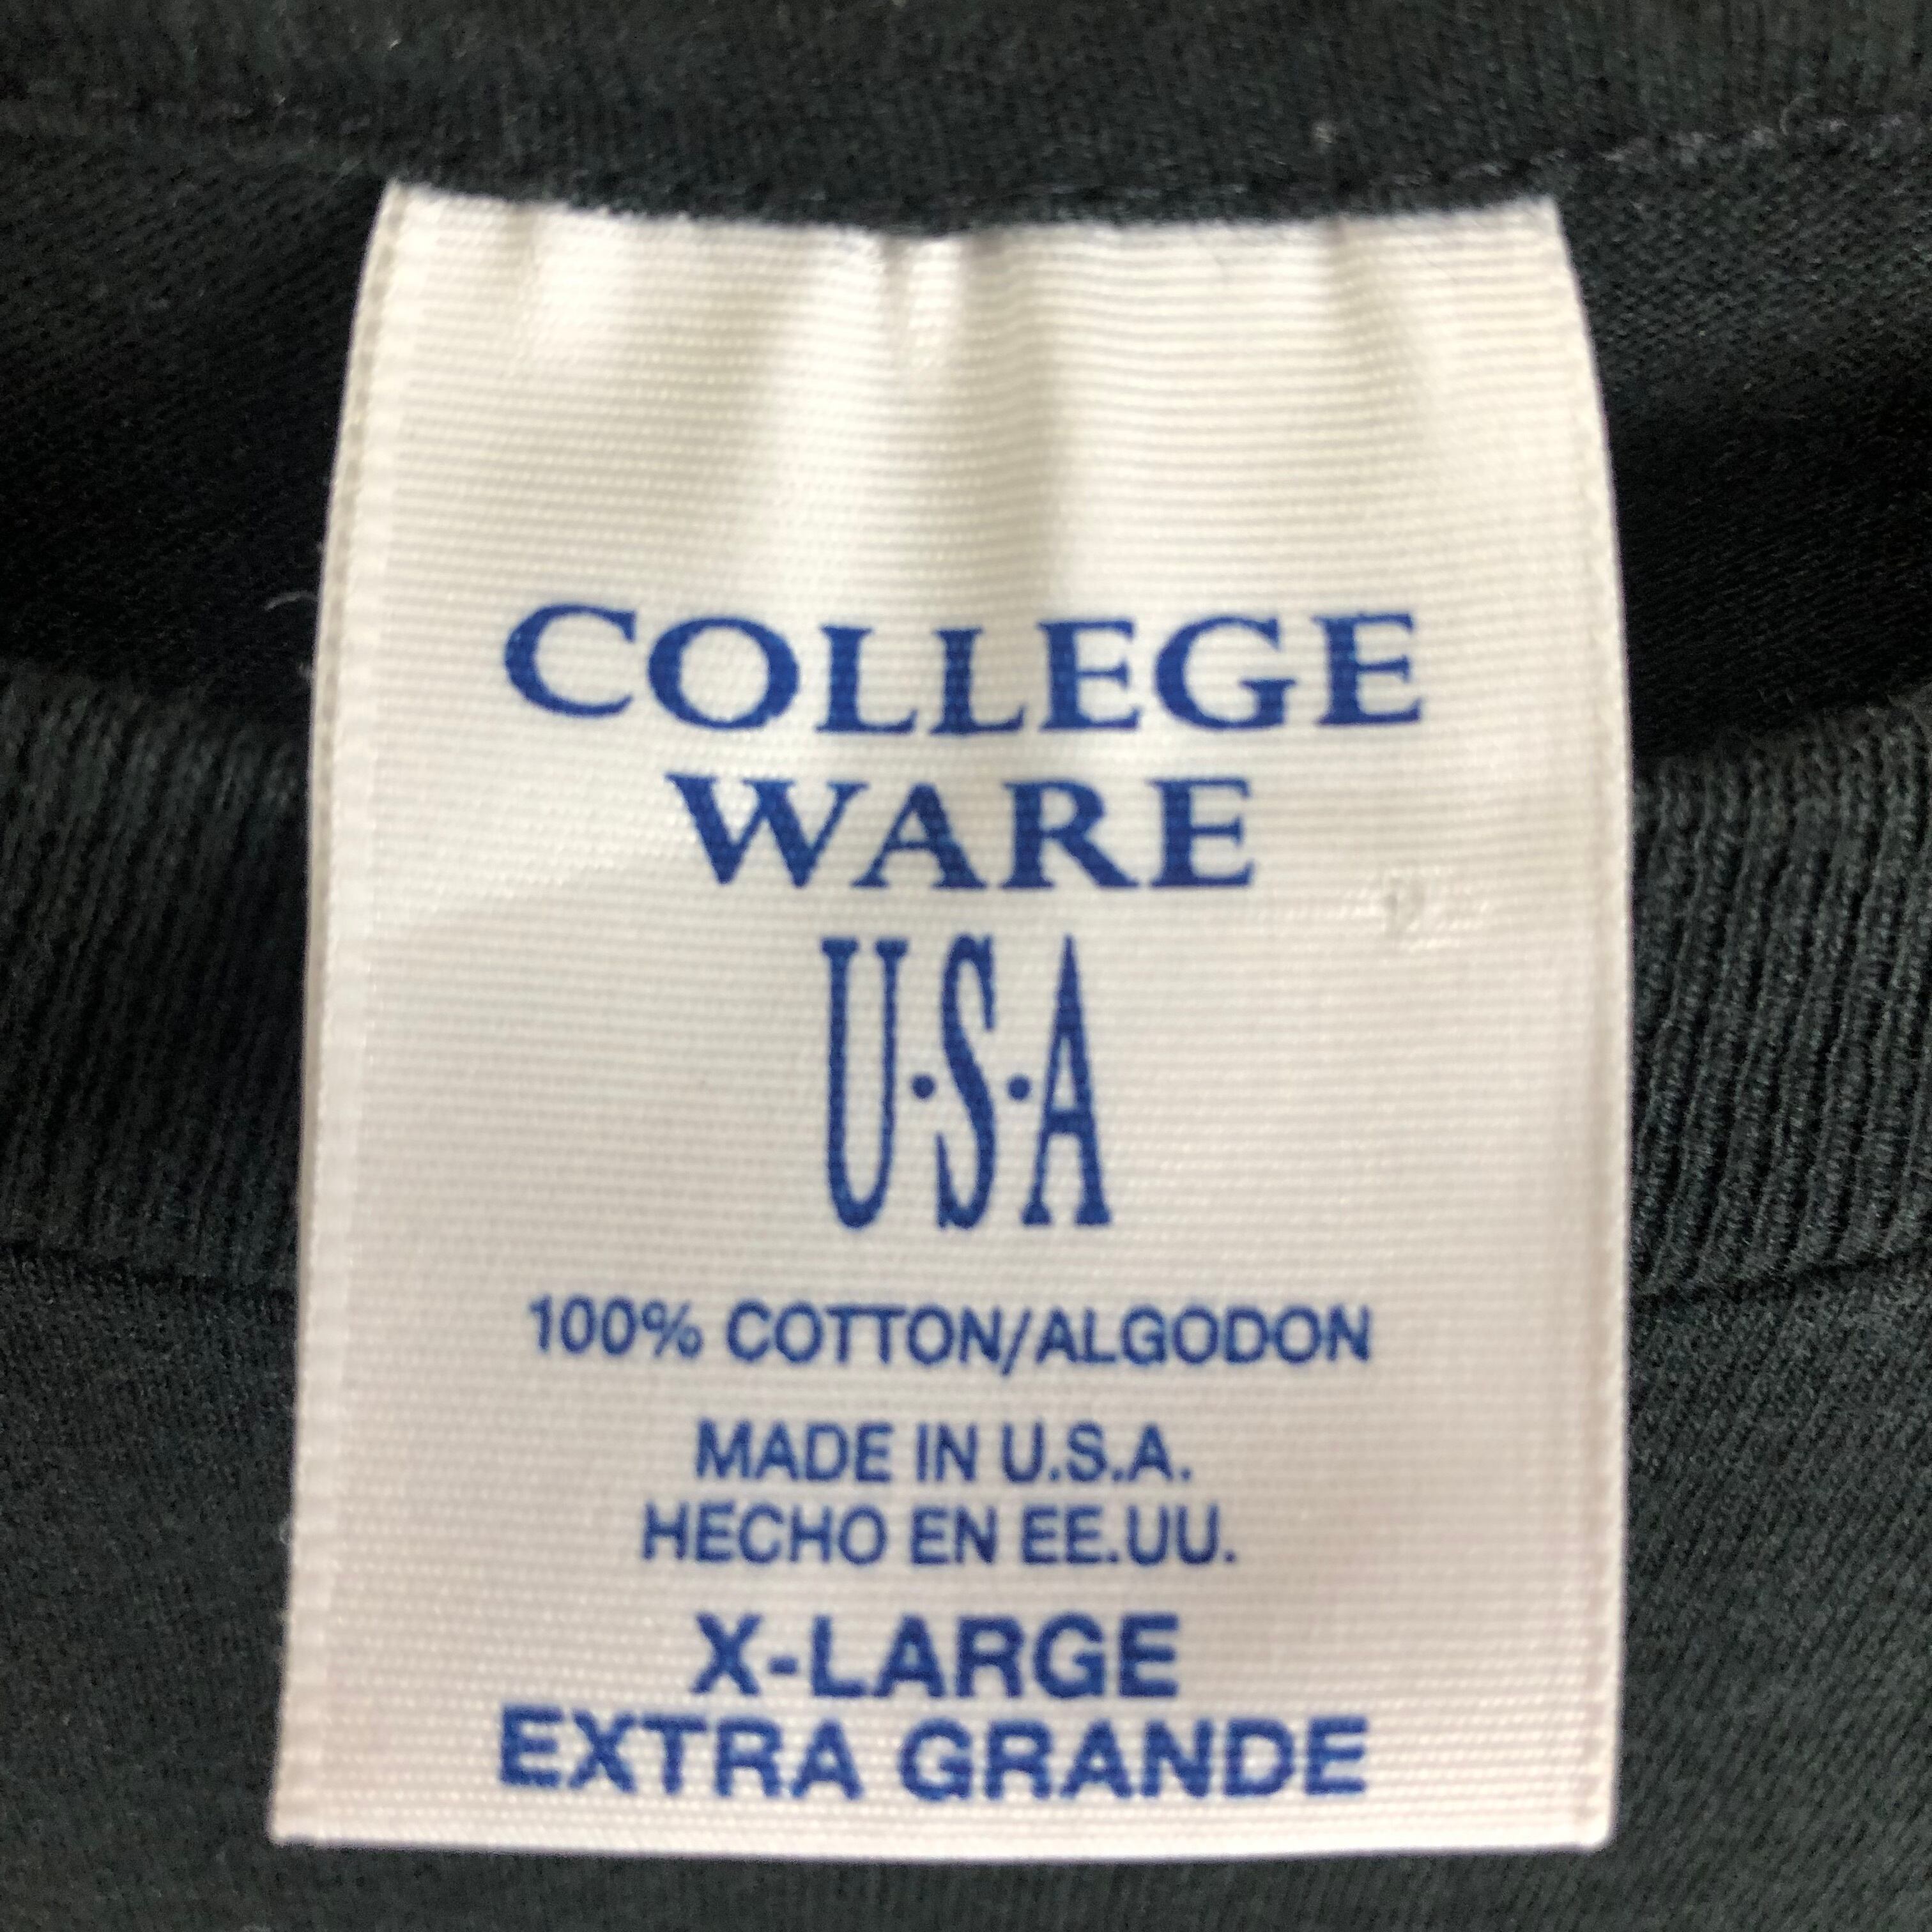 COLLEGE
WARE
U·S·A
100% COTTON/ALGODON
MADE IN U.S.A.
HECHO EN EE.UU.
X-LARGE
EXTRA GRANDE